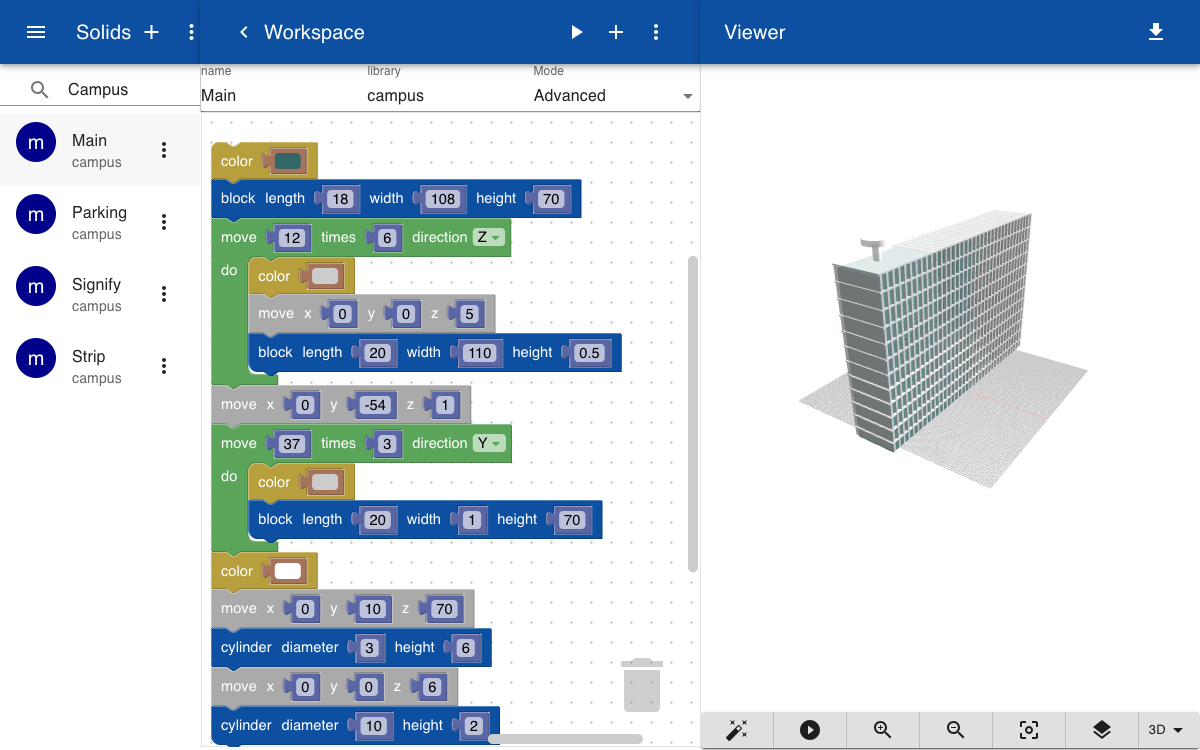 Solids
Workspace
Viewer
Campus
name
library
Mode
Main
campus
Advanced
m
Main
campus
m
Parking
campus
m
Signify
campus
m
Strip
campus
color
block length 18 width 108 height 70
move 12 times 6 direction Z
do
color
move x 0 y 0 z 5
block length 20 width 110 height 0.5
move x 0 y -54 z 1
move 37 times 3 direction Y
do
color
block length 20 width 1 height 70
color
move x 0 y 10 z 70
cylinder diameter 3 height 6
move x 0 y 0 z 6
cylinder diameter 10 height 2
3D